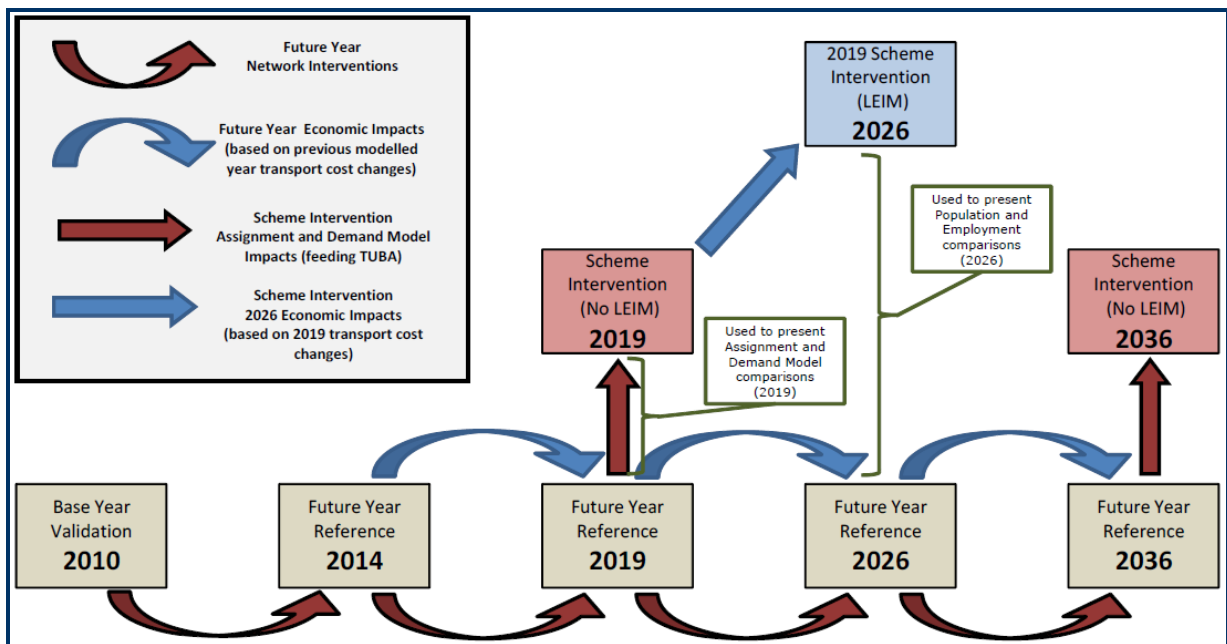 Future Year
Network Interventions
Future Year  Economic Impacts
(based on previous modelled
year transport cost changes)
Scheme Intervention
Assignment and Demand Model
Impacts (feeding TUBA)
Scheme Intervention
2026 Economic Impacts
(based on 2019 transport cost
changes)
2019 Scheme
Intervention
(LEIM)
2026
Used to present
Population and
Employment
comparisons
(2026)
Scheme
Intervention
(No LEIM)
2019
Used to present
Assignment and
Demand Model
comparisons
(2019)
Scheme
Intervention
(No LEIM)
2036
Base Year
Validation
2010
Future Year
Reference
2014
Future Year
Reference
2019
Future Year
Reference
2026
Future Year
Reference
2036